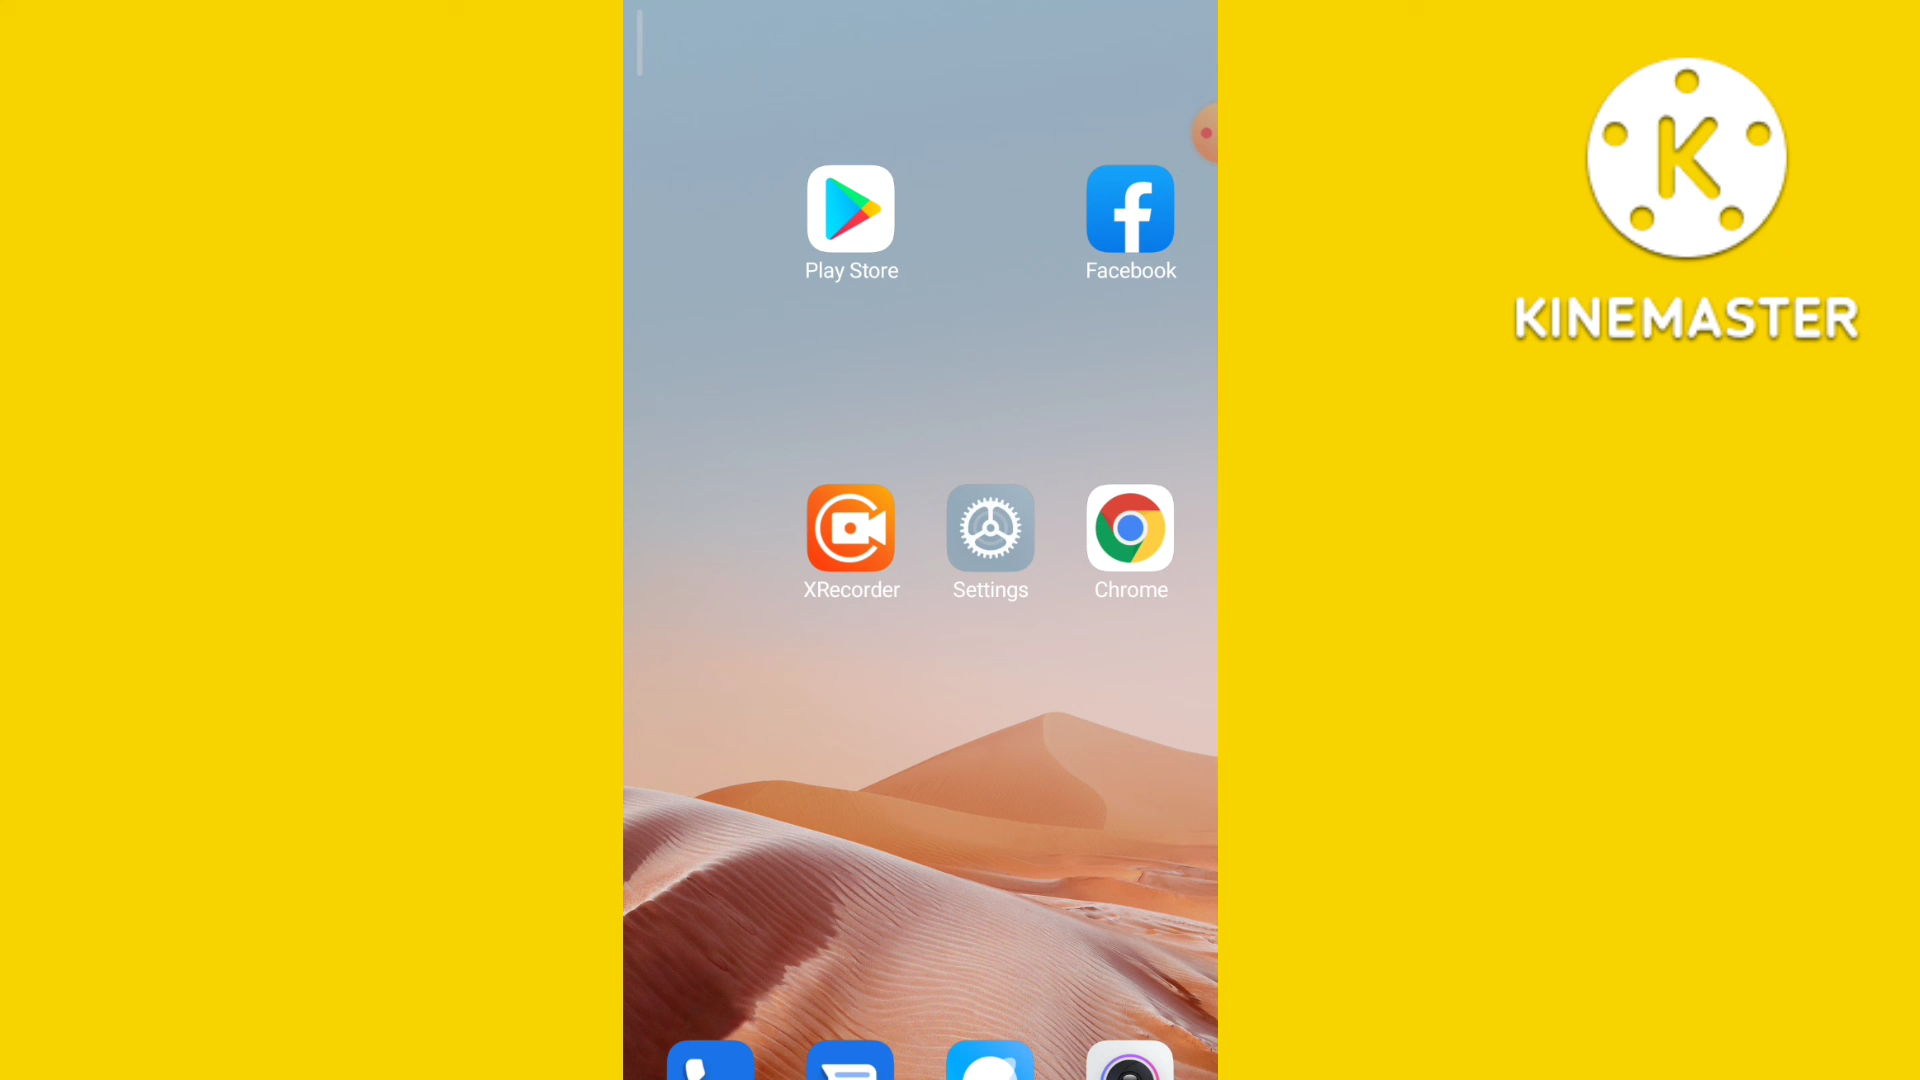 Play Store
Facebook
KINEMASTER
XRecorder
Settings
Chrome